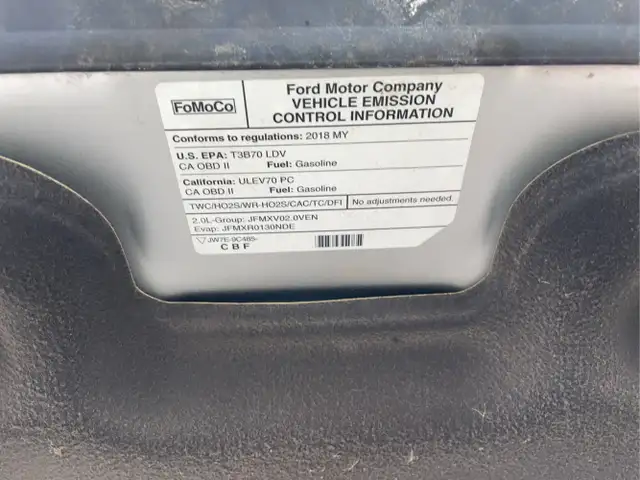 FoMoCo
Ford Motor Company
VEHICLE EMISSION
CONTROL INFORMATION
Conforms to regulations: 2018 MY
U.S. EPA: T3B70 LDV
CA OBD II Fuel: Gasoline
California: ULEV70 PC
CA OBD II Fuel: Gasoline
TWC/HO2S/WR-HO2S/CAC/TC/DFI No adjustments needed.
2.0L-Group: JFMXV02.0VEN
Evap: JFMXR0130NDE
JW7E-9C485-
CBF